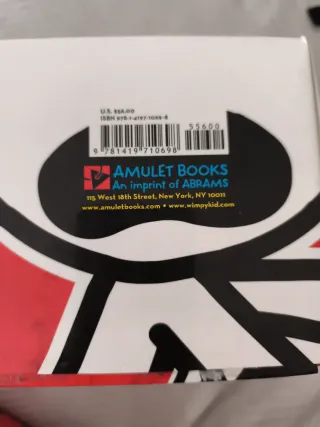 U.S. $56.00
ISBN 978-1-4197-1069-8
55600
9 781419 710698
AMULET BOOKS
An imprint of ABRAMS
115 West 18th Street, New York, NY 10011
www.amuletbooks.com • www.wimpykid.com